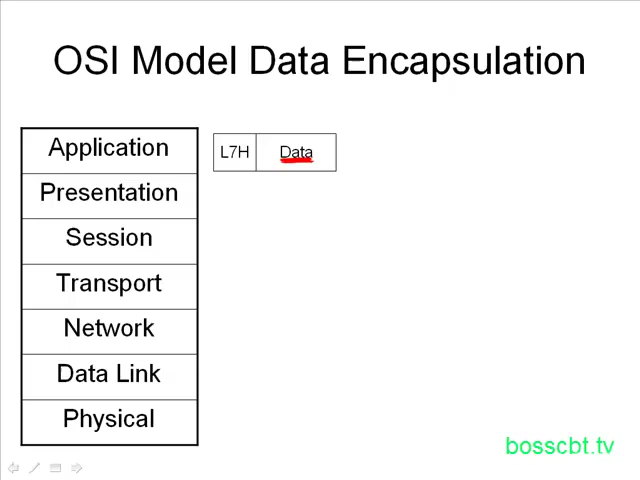 OSI Model Data Encapsulation
Application
L7H Data
Presentation
Session
Transport
Network
Data Link
Physical
bosscbt.tv